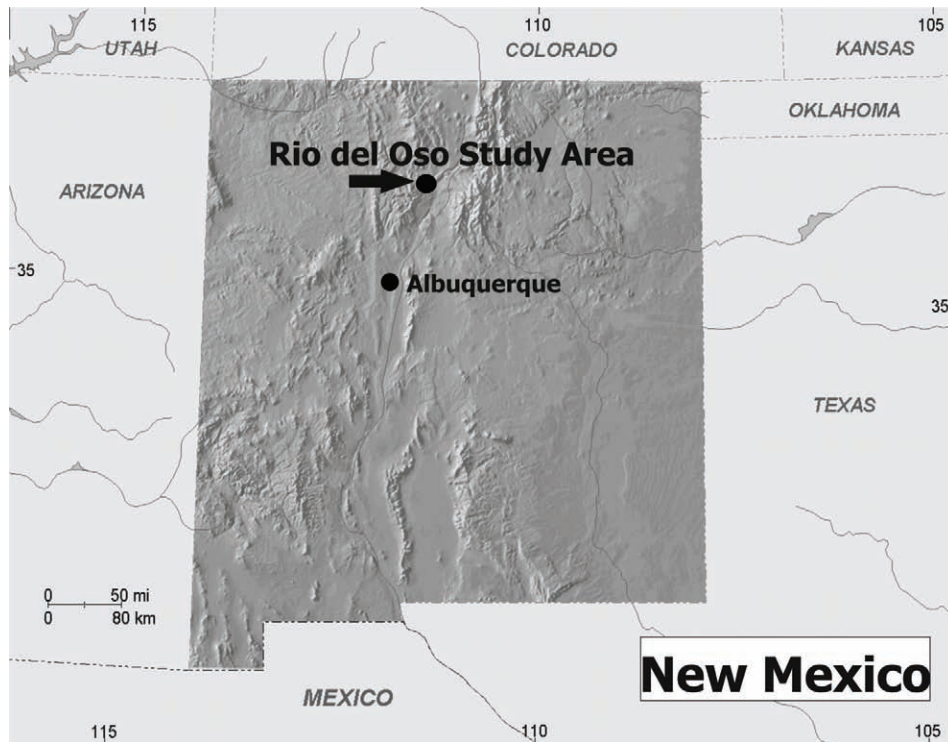 115
110
105
UTAH
COLORADO
KANSAS
OKLAHOMA
Rio del Oso Study Area
ARIZONA
35
Albuquerque
35
TEXAS
0 50 mi
0 80 km
New Mexico
MEXICO
115
110
105